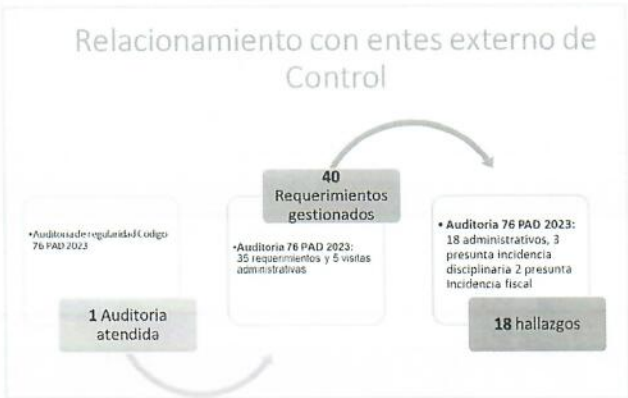 Relacionamiento con entes externo de
Control
•Auditoria de regularidad Codigo
76 PAD 2023
1 Auditoria
atendida
40
Requerimientos
gestionados
•Auditoria 76 PAD 2023:
35 requerimientos y 5 visitas
administrativas
• Auditoria 76 PAD 2023:
18 administrativos, 3
presunta incidencia
disciplinaria 2 presunta
Incidencia fiscal
18 hallazgos